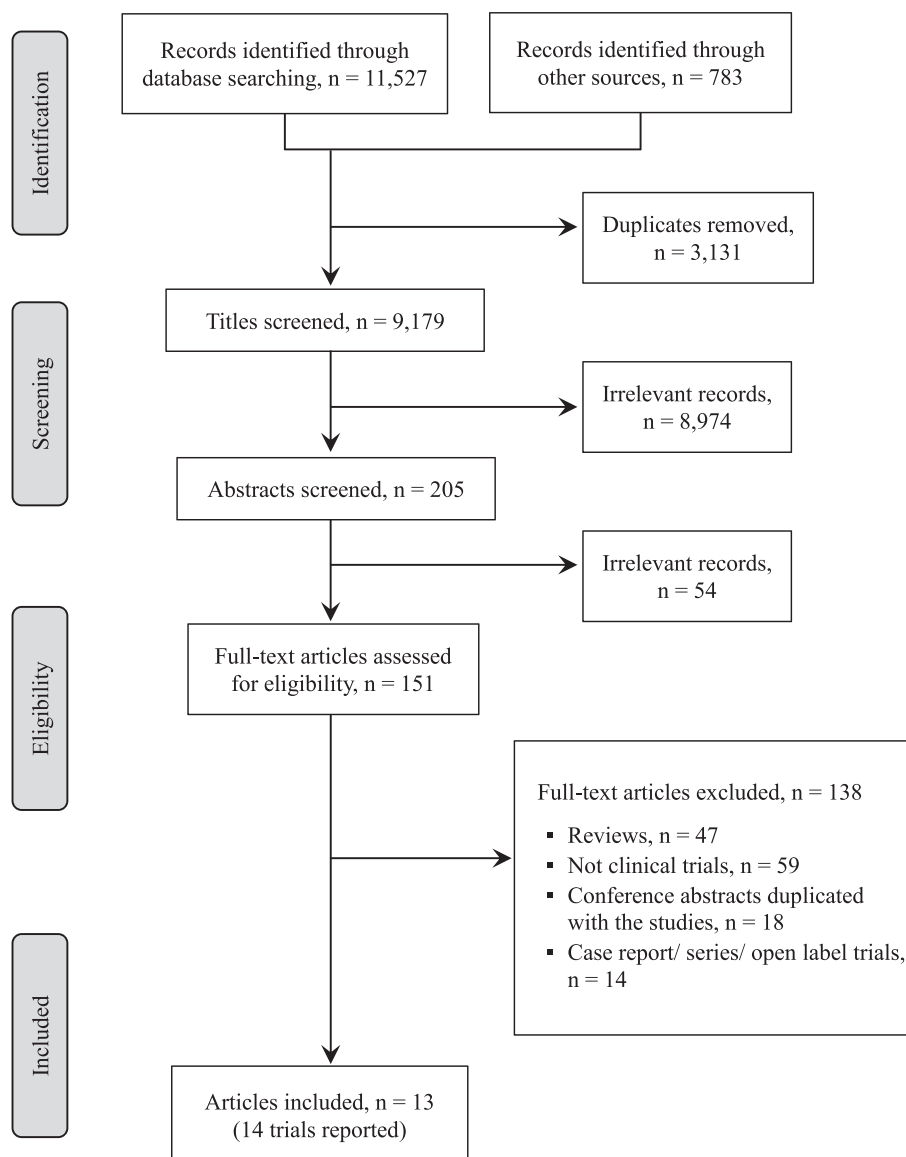 Identification
Records identified through
database searching, n = 11,527
Records identified through
other sources, n = 783
Duplicates removed,
n = 3,131
Screening
Titles screened, n = 9,179
Irrelevant records,
n = 8,974
Abstracts screened, n = 205
Irrelevant records,
n = 54
Eligibility
Full-text articles assessed
for eligibility, n = 151
Full-text articles excluded, n = 138
▪ Reviews, n = 47
▪ Not clinical trials, n = 59
▪ Conference abstracts duplicated
with the studies, n = 18
▪ Case report/ series/ open label trials,
n = 14
Included
Articles included, n = 13
(14 trials reported)